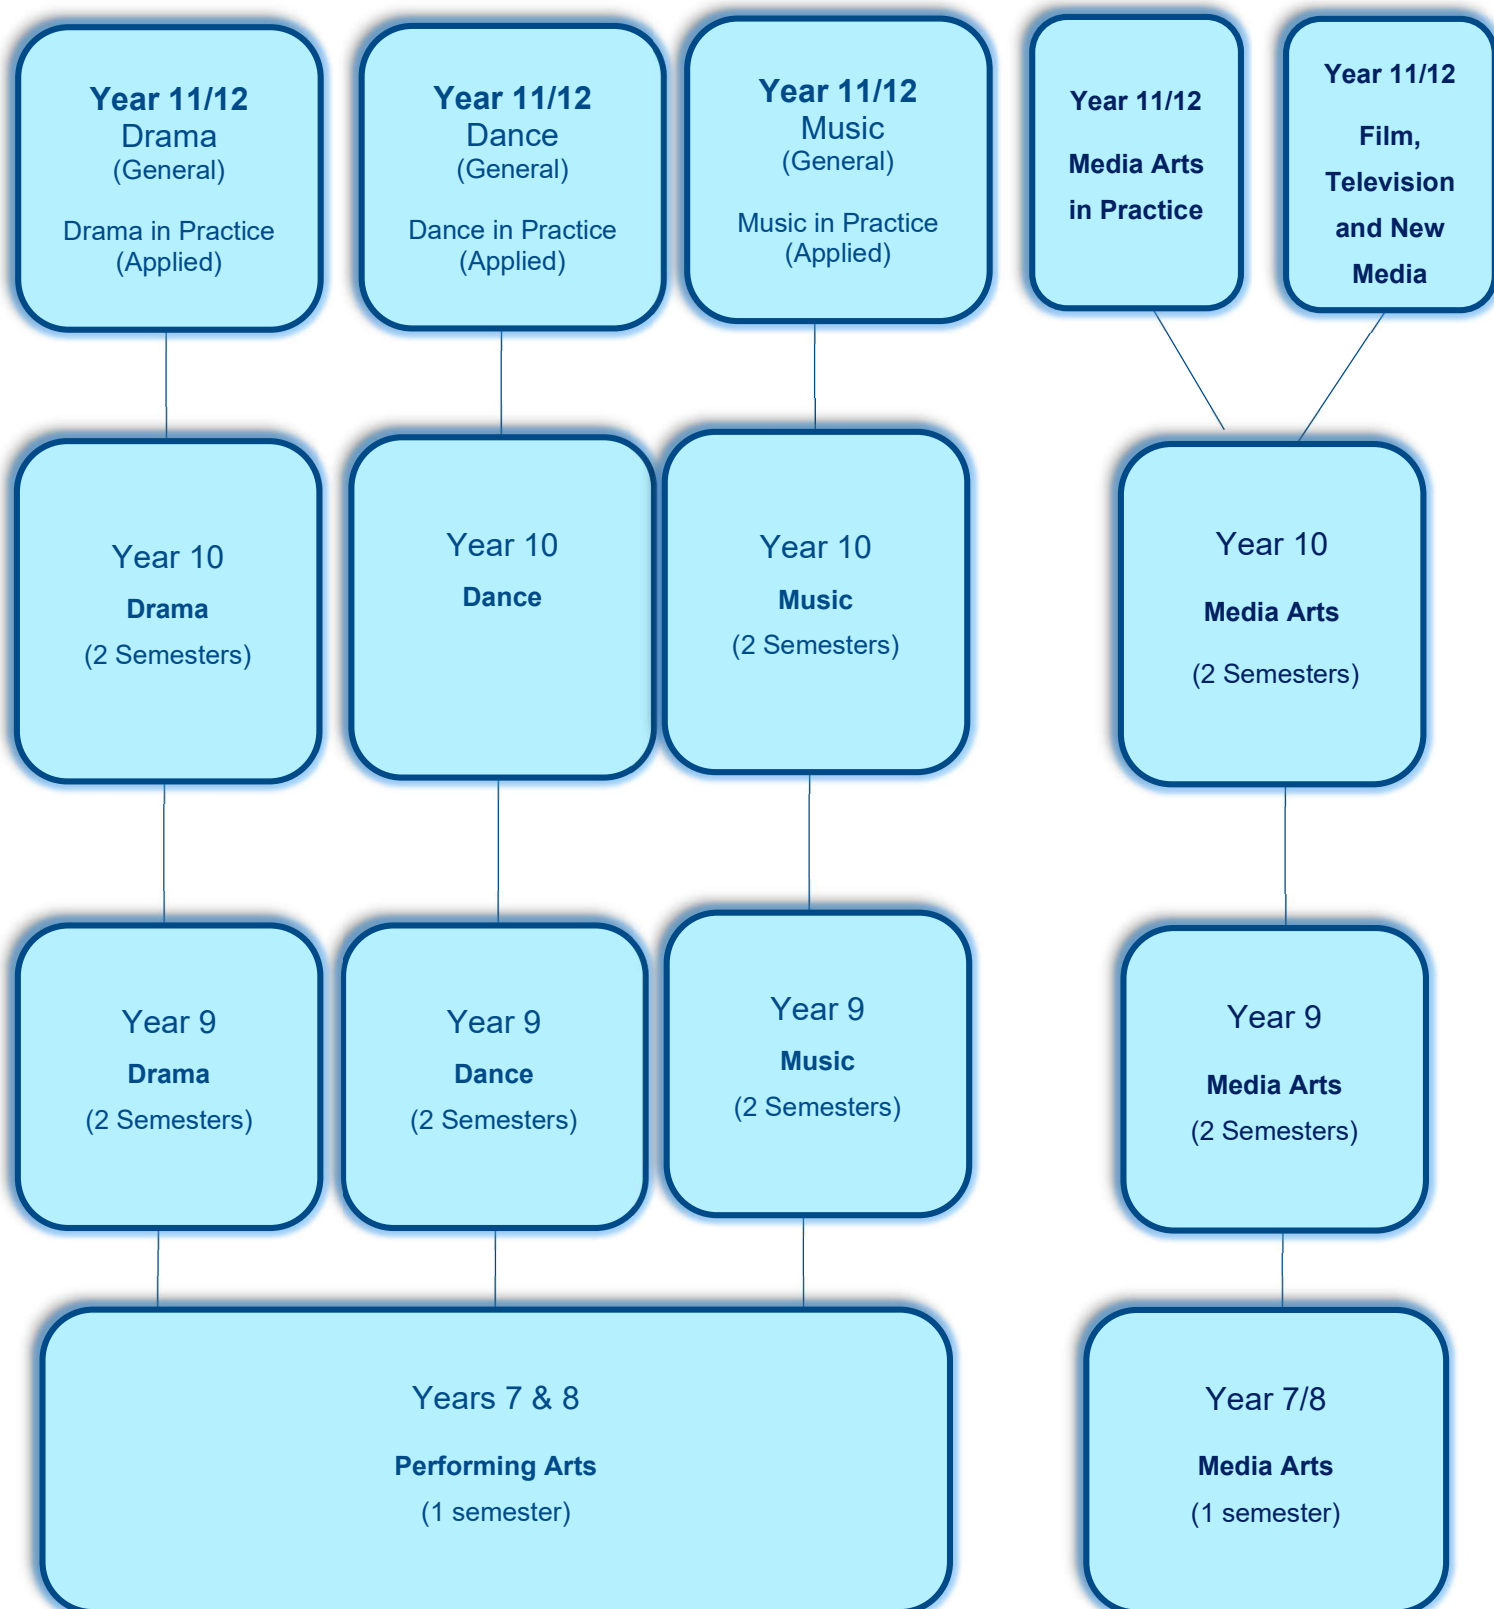 Year 11/12
Drama
(General)
Drama in Practice
(Applied)
Year 11/12
Dance
(General)
Dance in Practice
(Applied)
Year 11/12
Music
(General)
Music in Practice
(Applied)
Year 11/12
Media Arts
in Practice
Year 11/12
Film,
Television
and New
Media
Year 10
Drama
(2 Semesters)
Year 10
Dance
Year 10
Music
(2 Semesters)
Year 10
Media Arts
(2 Semesters)
Year 9
Drama
(2 Semesters)
Year 9
Dance
(2 Semesters)
Year 9
Music
(2 Semesters)
Year 9
Media Arts
(2 Semesters)
Years 7 & 8
Performing Arts
(1 semester)
Year 7/8
Media Arts
(1 semester)